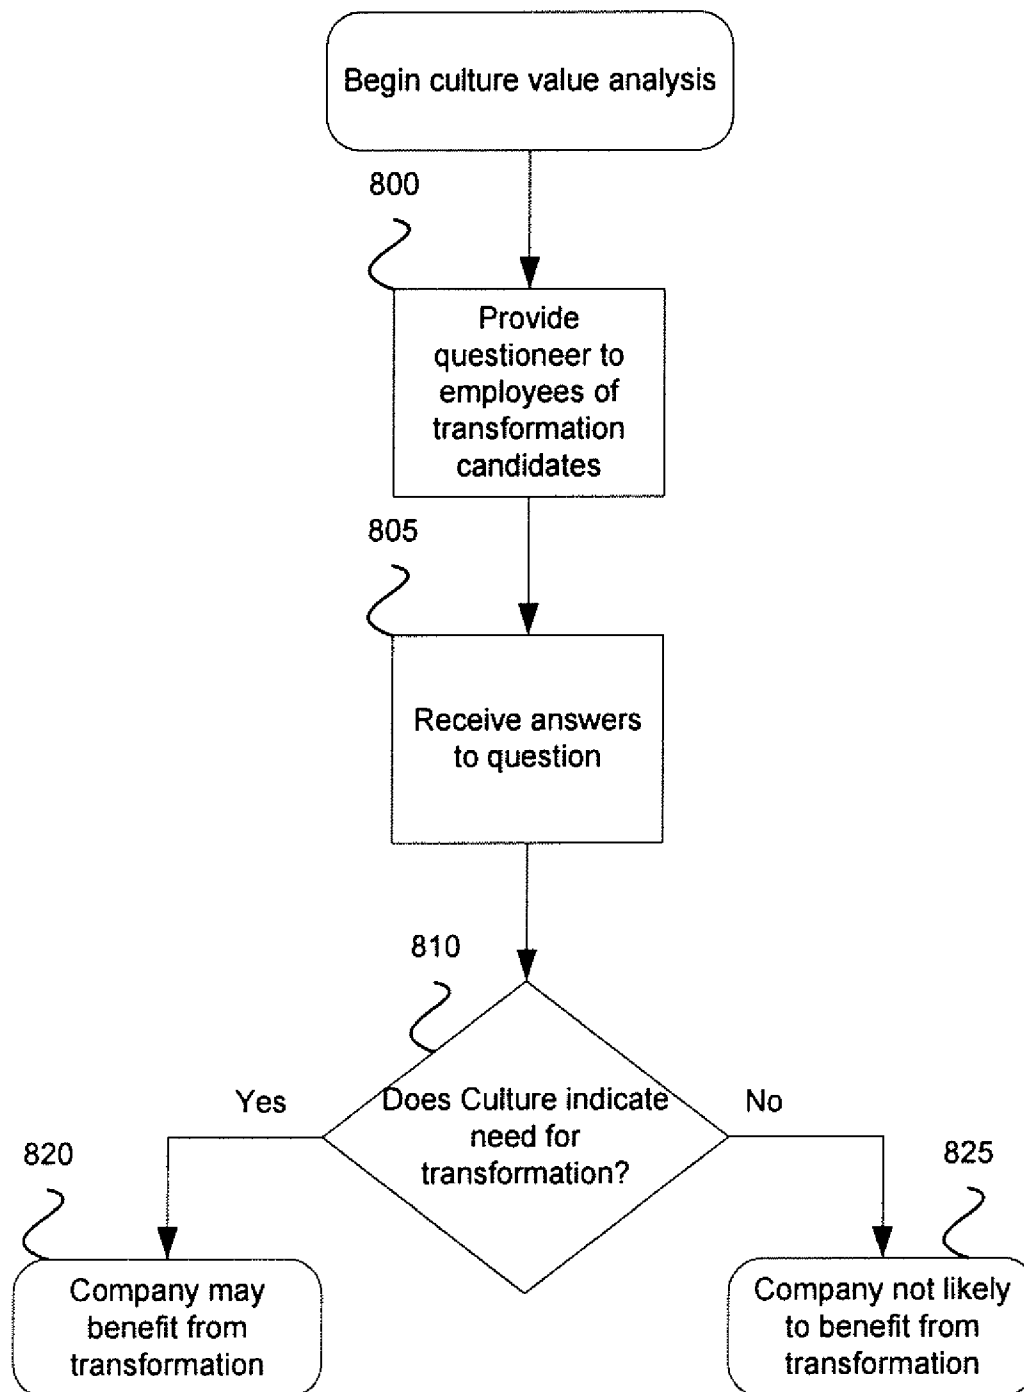 Begin culture value analysis
800
Provide
questioneer to
employees of
transformation
candidates
805
Receive answers
to question
810
Does Culture indicate
need for
transformation?
Yes
No
820
Company may
benefit from
transformation
825
Company not likely
to benefit from
transformation